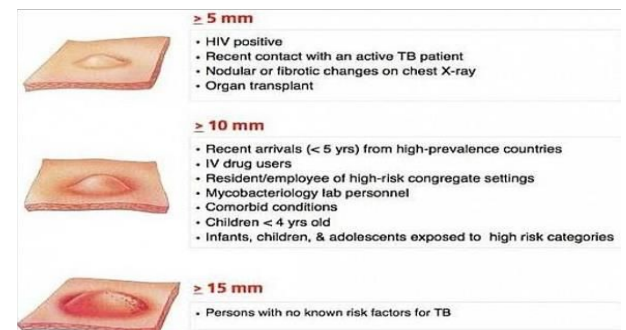 ≥ 5 mm
• HIV positive
• Recent contact with an active TB patient
• Nodular or fibrotic changes on chest X-ray
• Organ transplant
≥ 10 mm
• Recent arrivals (< 5 yrs) from high-prevalence countries
• IV drug users
• Resident/employee of high-risk congregate settings
• Mycobacteriology lab personnel
• Comorbid conditions
• Children < 4 yrs old
• Infants, children, & adolescents exposed to high risk categories
≥ 15 mm
• Persons with no known risk factors for TB